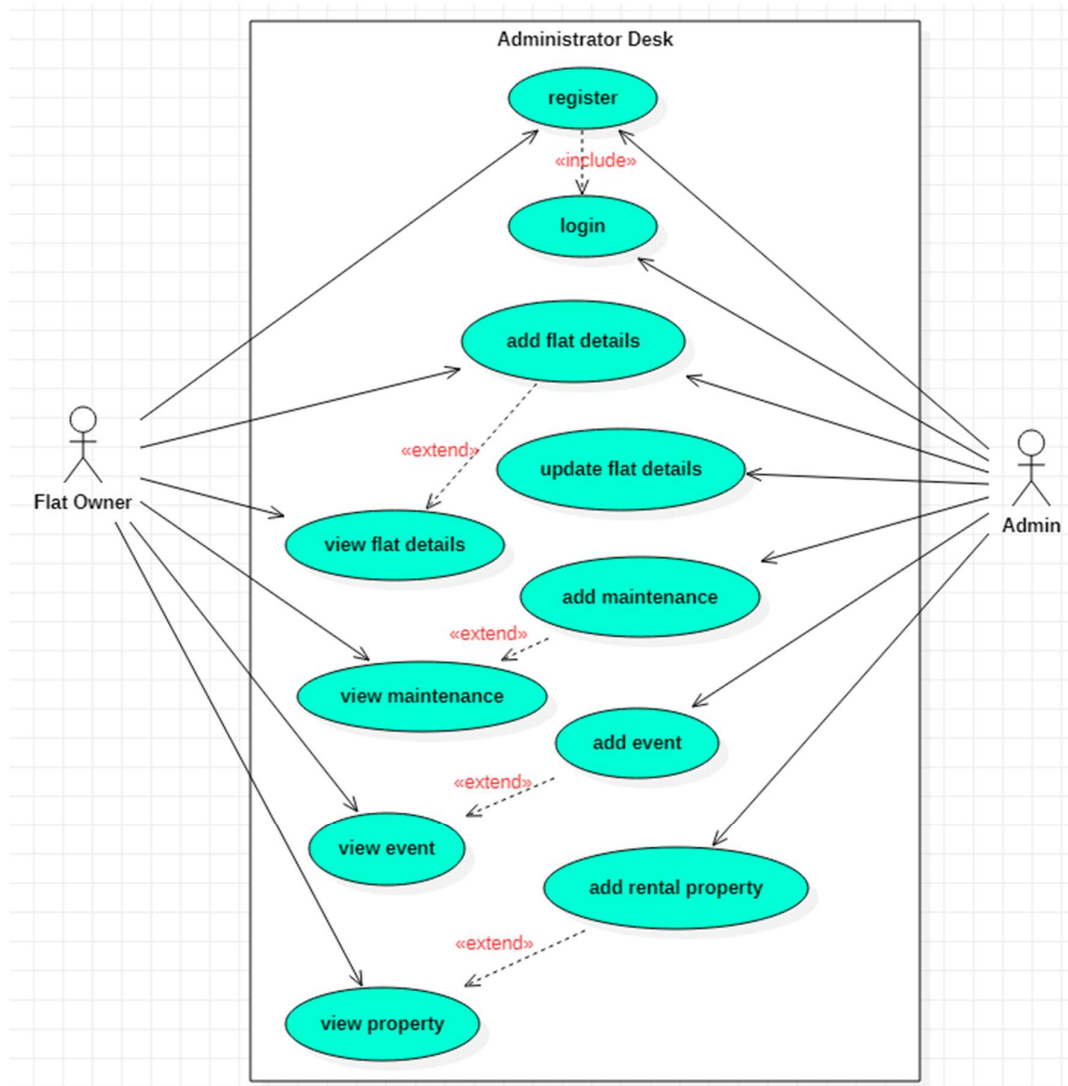 Administrator Desk
register
«include»
login
add flat details
«extend»
update flat details
Flat Owner
Admin
view flat details
add maintenance
«extend»
view maintenance
add event
«extend»
view event
add rental property
«extend»
view property